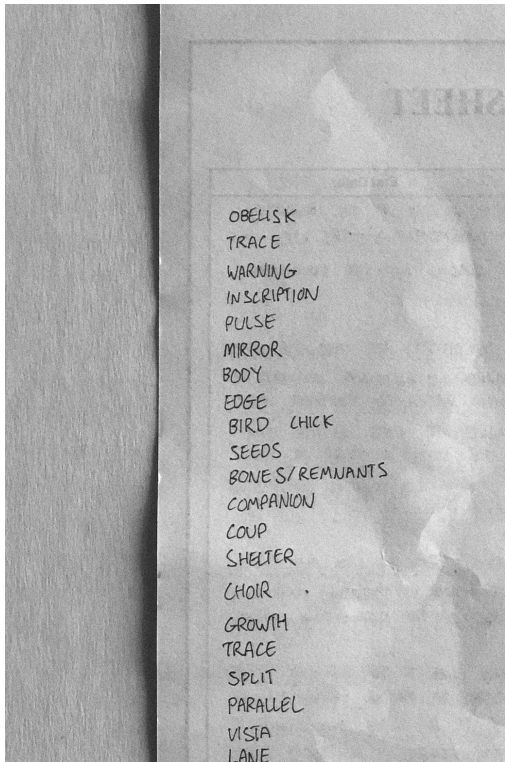 SHEET
OBELISK
TRACE
WARNING
INSCRIPTION
PULSE
MIRROR
BODY
EDGE
BIRD CHICK
SEEDS
BONES/REMNANTS
COMPANION
COUP
SHELTER
CHOIR
GROWTH
TRACE
SPLIT
PARALLEL
VISTA
LANE